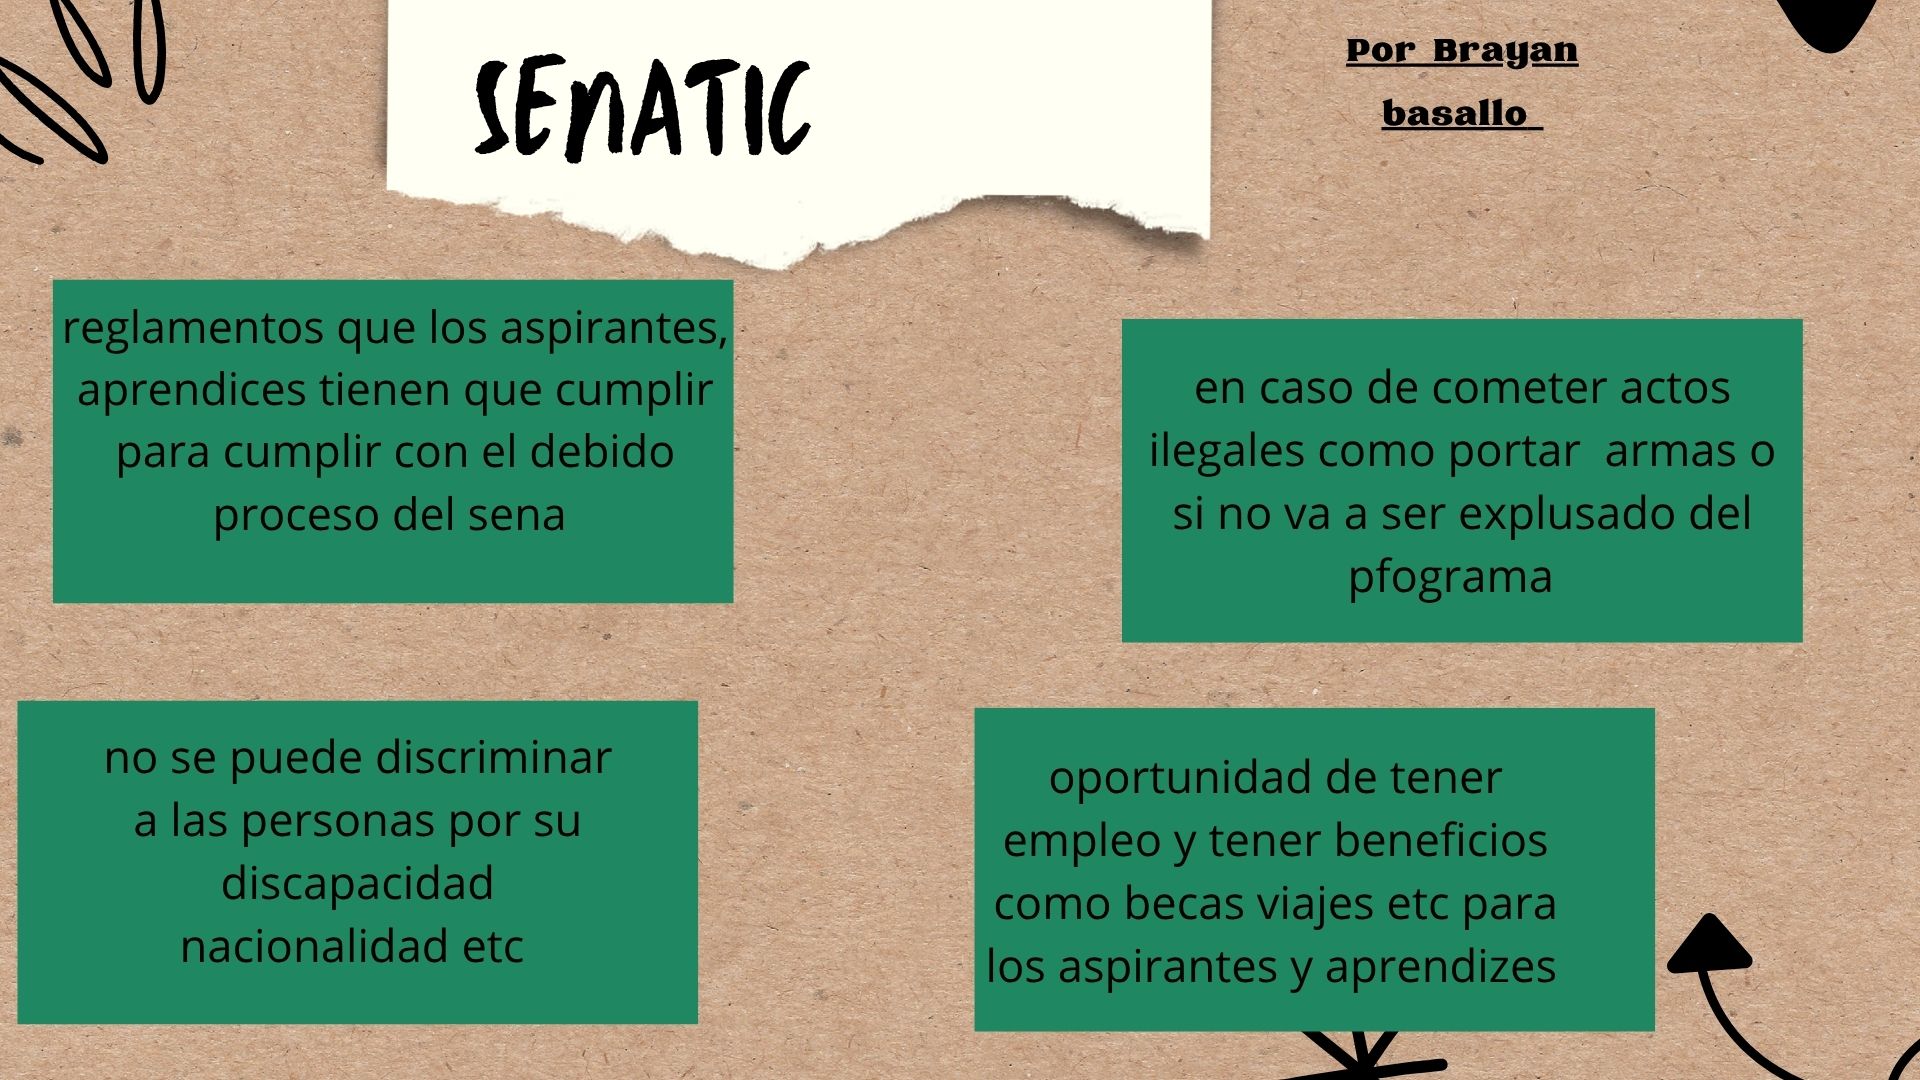 SENATIC
Por Brayan
basallo
reglamentos que los aspirantes,
aprendices tienen que cumplir
para cumplir con el debido
proceso del sena
en caso de cometer actos
ilegales como portar armas o
si no va a ser explusado del
pfograma
no se puede discriminar
a las personas por su
discapacidad
nacionalidad etc
oportunidad de tener
empleo y tener beneficios
como becas viajes etc para
los aspirantes y aprendizes